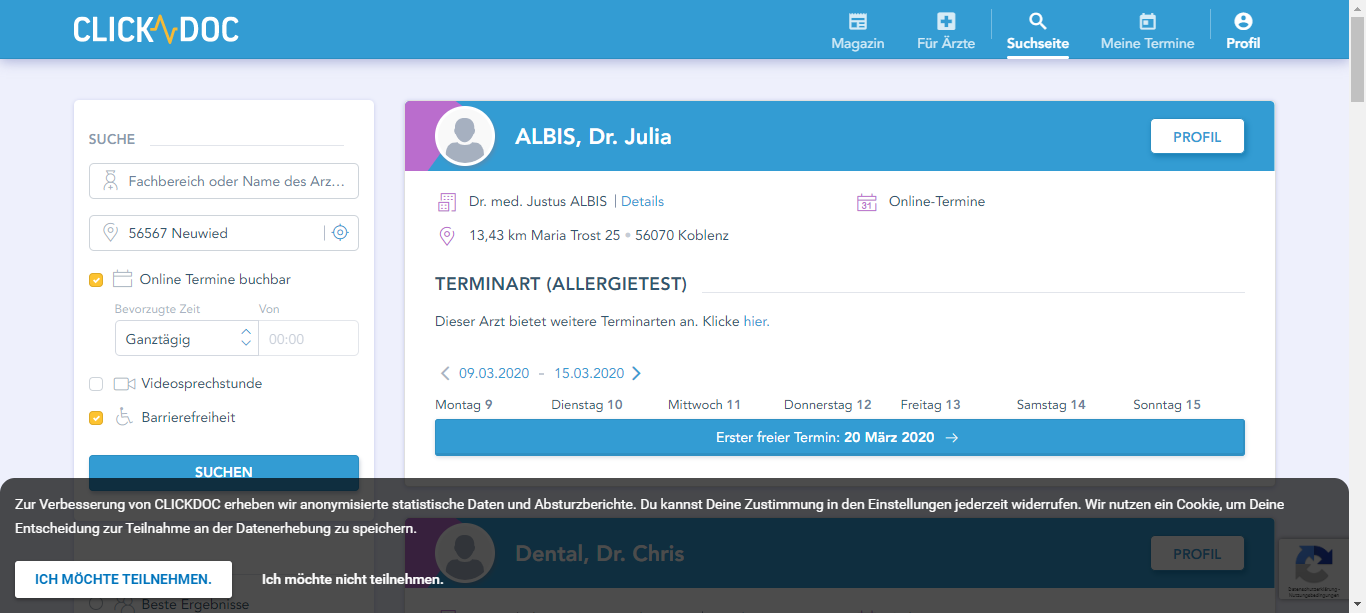 CLICKDOC
Magazin
Für Ärzte
Suchseite
Meine Termine
Profil
SUCHE
Fachbereich oder Name des Arz...
56567 Neuwied
Online Termine buchbar
Bevorzugte Zeit
Von
Ganztägig
00:00
Videosprechstunde
Barrierefreiheit
SUCHEN
Beste Ergebnisse
ALBIS, Dr. Julia
PROFIL
Dr. med. Justus ALBIS | Details
31
Online-Termine
13,43 km Maria Trost 25 • 56070 Koblenz
TERMINART (ALLERGIETEST)
Dieser Arzt bietet weitere Terminarten an. Klicke hier.
09.03.2020 - 15.03.2020
Montag 9
Dienstag 10
Mittwoch 11
Donnerstag 12
Freitag 13
Samstag 14
Sonntag 15
Erster freier Termin: 20 März 2020 →
Dental, Dr. Chris
PROFIL
Zur Verbesserung von CLICKDOC erheben wir anonymisierte statistische Daten und Absturzberichte. Du kannst Deine Zustimmung in den Einstellungen jederzeit widerrufen. Wir nutzen ein Cookie, um Deine
Entscheidung zur Teilnahme an der Datenerhebung zu speichern.
ICH MÖCHTE TEILNEHMEN.
Ich möchte nicht teilnehmen.
Datenschutzerklärung -
Nutzungsbedingungen